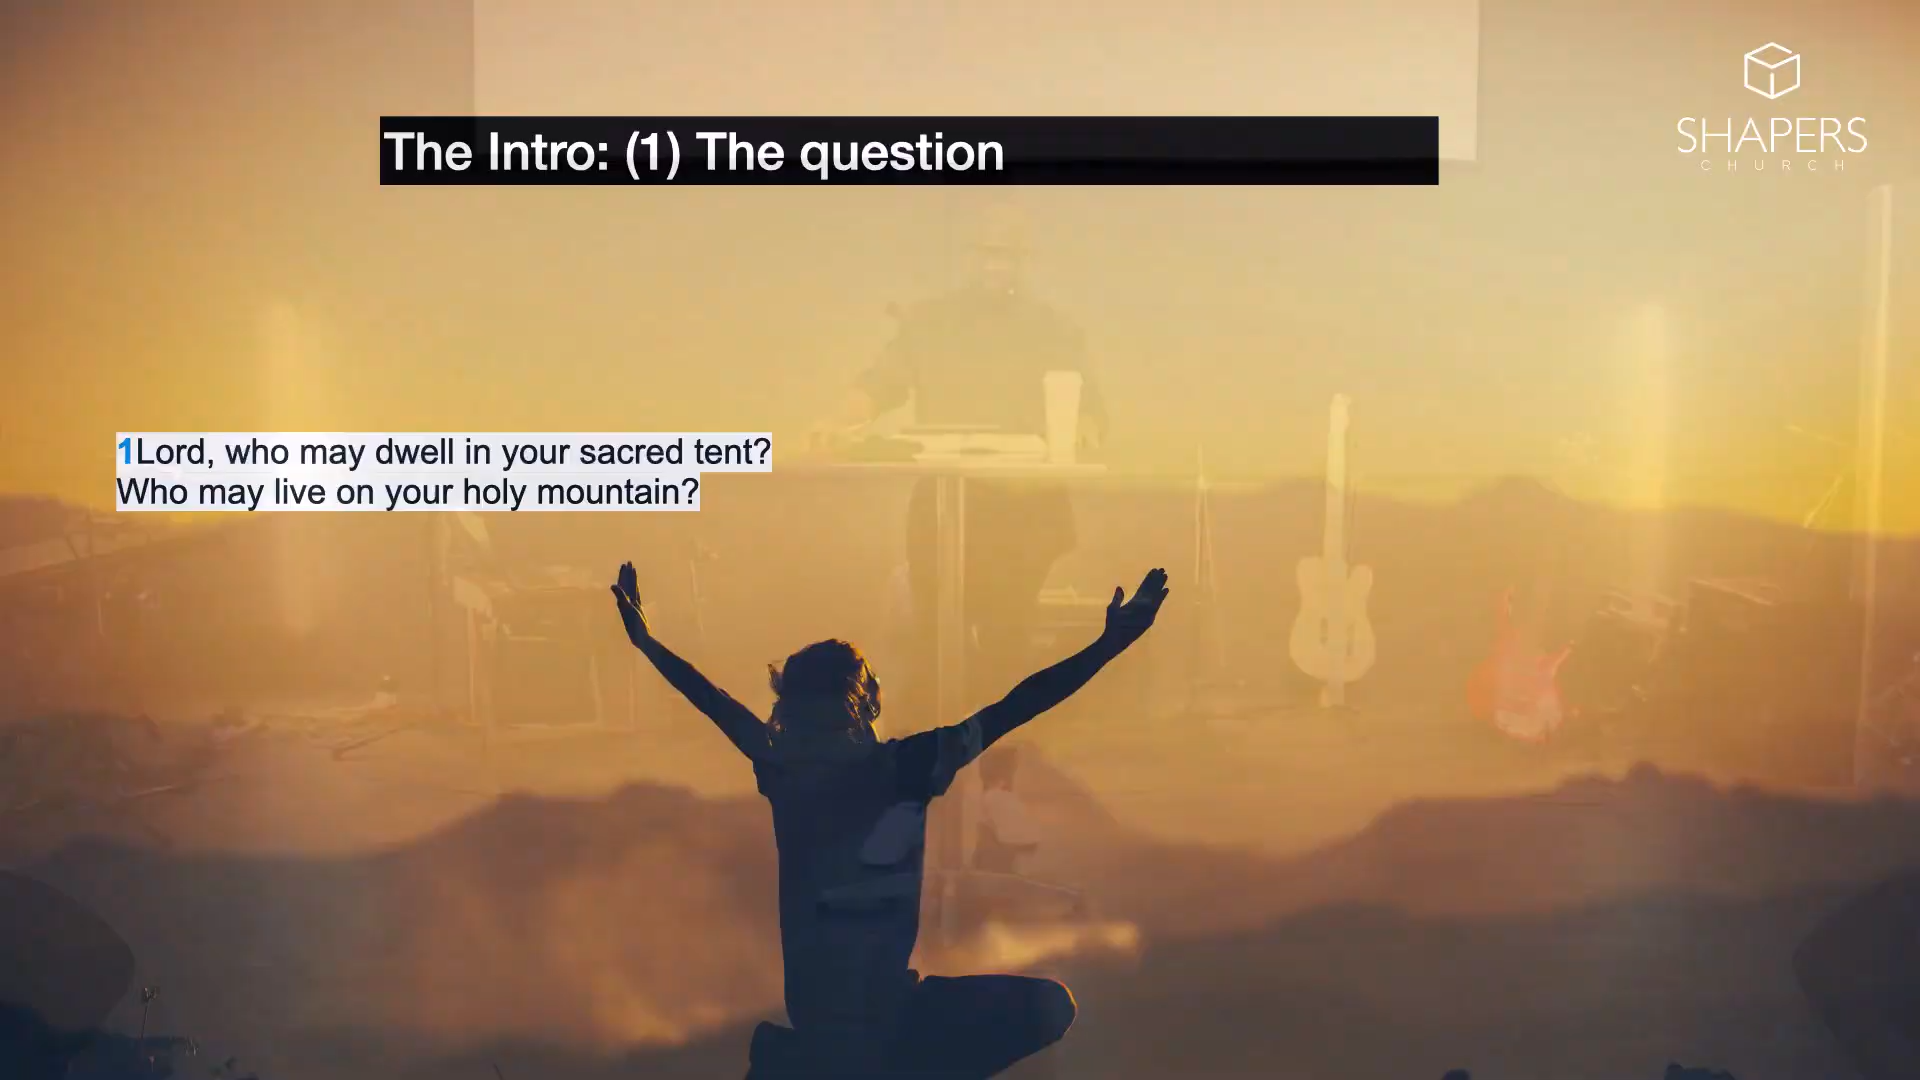 The Intro: (1) The question
SHAPERS
CHURCH
1Lord, who may dwell in your sacred tent?
Who may live on your holy mountain?